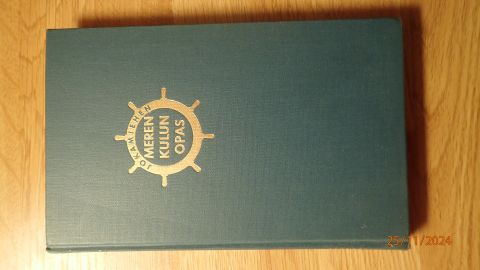 JOKAMIEHEN
MEREN
KULUN
OPAS
25/11/2024